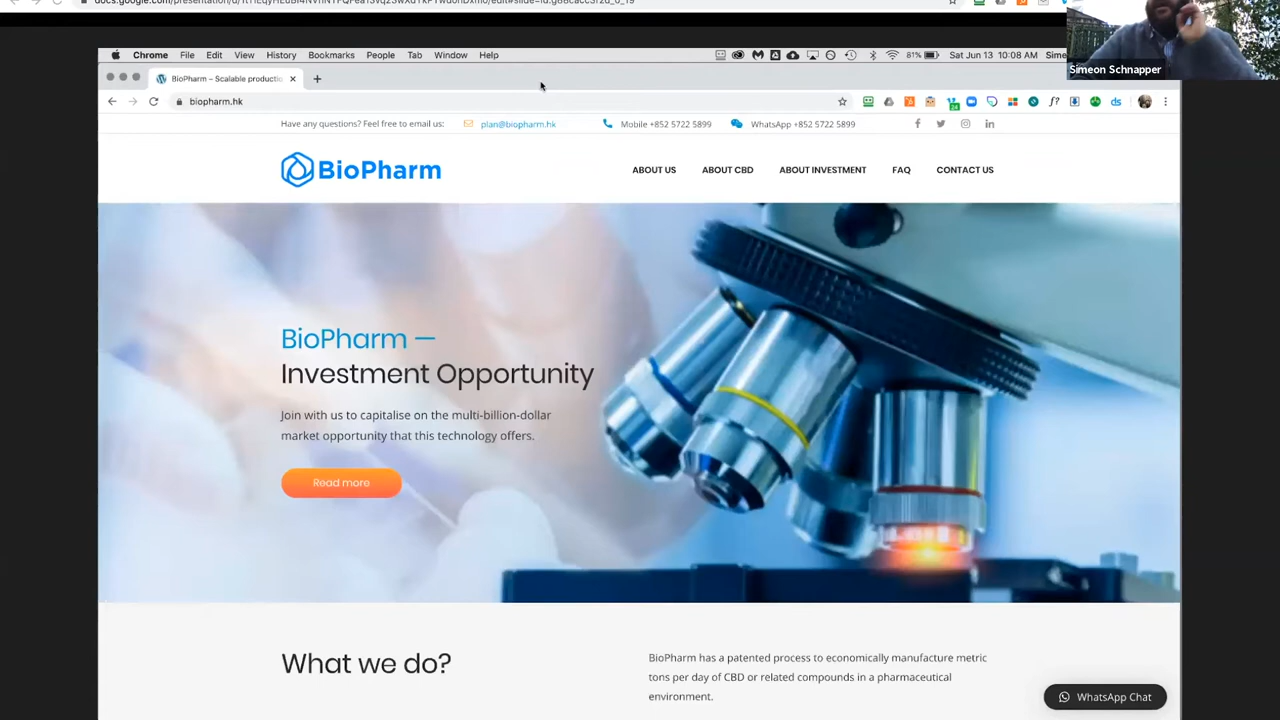 Simeon Schnapper
Chrome File Edit View History Bookmarks People Tab Window Help
81% Sat Jun 13 10:08 AM Sime
BioPharm – Scalable productio
biopharm.hk
Have any questions? Feel free to email us: plan@biopharm.hk Mobile +852 5722 5899 WhatsApp +852 5722 5899
BioPharm
ABOUT US ABOUT CBD ABOUT INVESTMENT FAQ CONTACT US
BioPharm —
Investment Opportunity
Join with us to capitalise on the multi-billion-dollar
market opportunity that this technology offers.
Read more
What we do?
BioPharm has a patented process to economically manufacture metric
tons per day of CBD or related compounds in a pharmaceutical
environment.
WhatsApp Chat